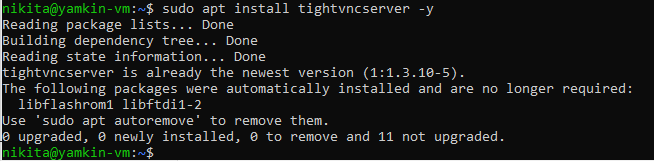 nikita@yamkin-vm:~$ sudo apt install tightvncserver -y
Reading package lists... Done
Building dependency tree... Done
Reading state information... Done
tightvncserver is already the newest version (1:1.3.10-5).
The following packages were automatically installed and are no longer required:
  libflashrom1 libftdi1-2
Use 'sudo apt autoremove' to remove them.
0 upgraded, 0 newly installed, 0 to remove and 11 not upgraded.
nikita@yamkin-vm:~$